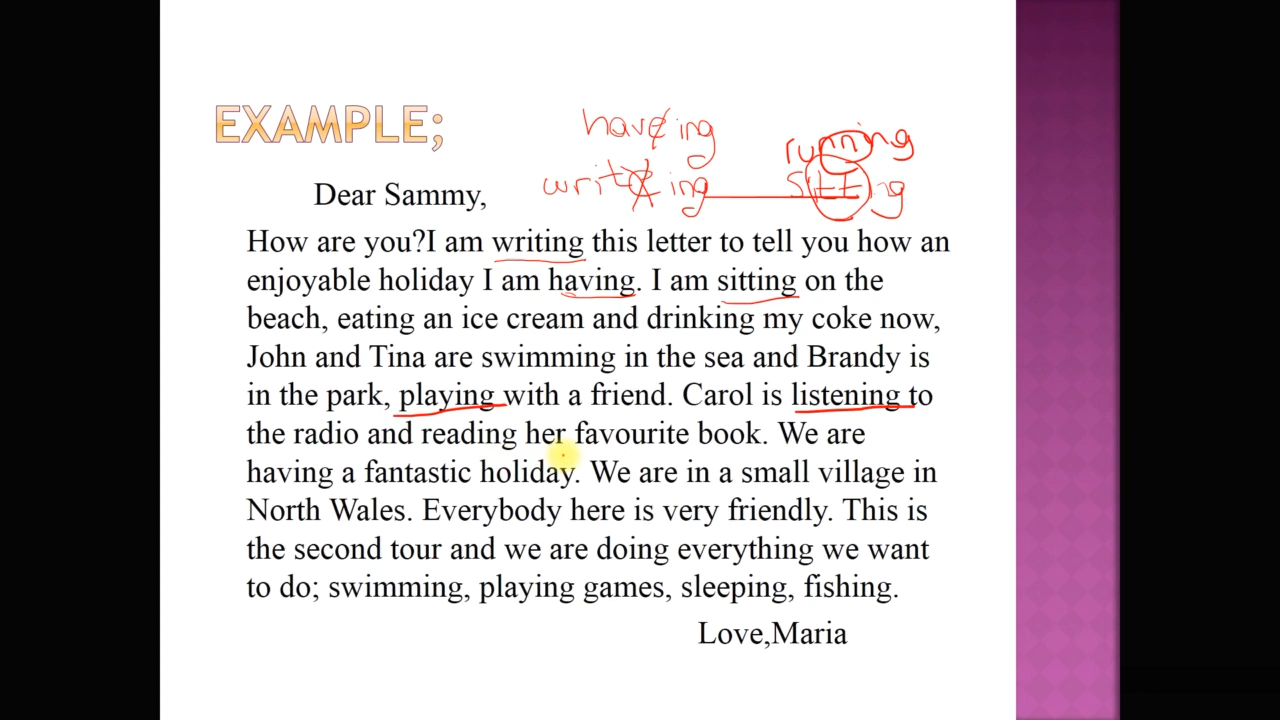 EXAMPLE;
haveing
running
writeing
sitting
Dear Sammy,
How are you?I am writing this letter to tell you how an
enjoyable holiday I am having. I am sitting on the
beach, eating an ice cream and drinking my coke now,
John and Tina are swimming in the sea and Brandy is
in the park, playing with a friend. Carol is listening to
the radio and reading her favourite book. We are
having a fantastic holiday. We are in a small village in
North Wales. Everybody here is very friendly. This is
the second tour and we are doing everything we want
to do; swimming, playing games, sleeping, fishing.
Love,Maria